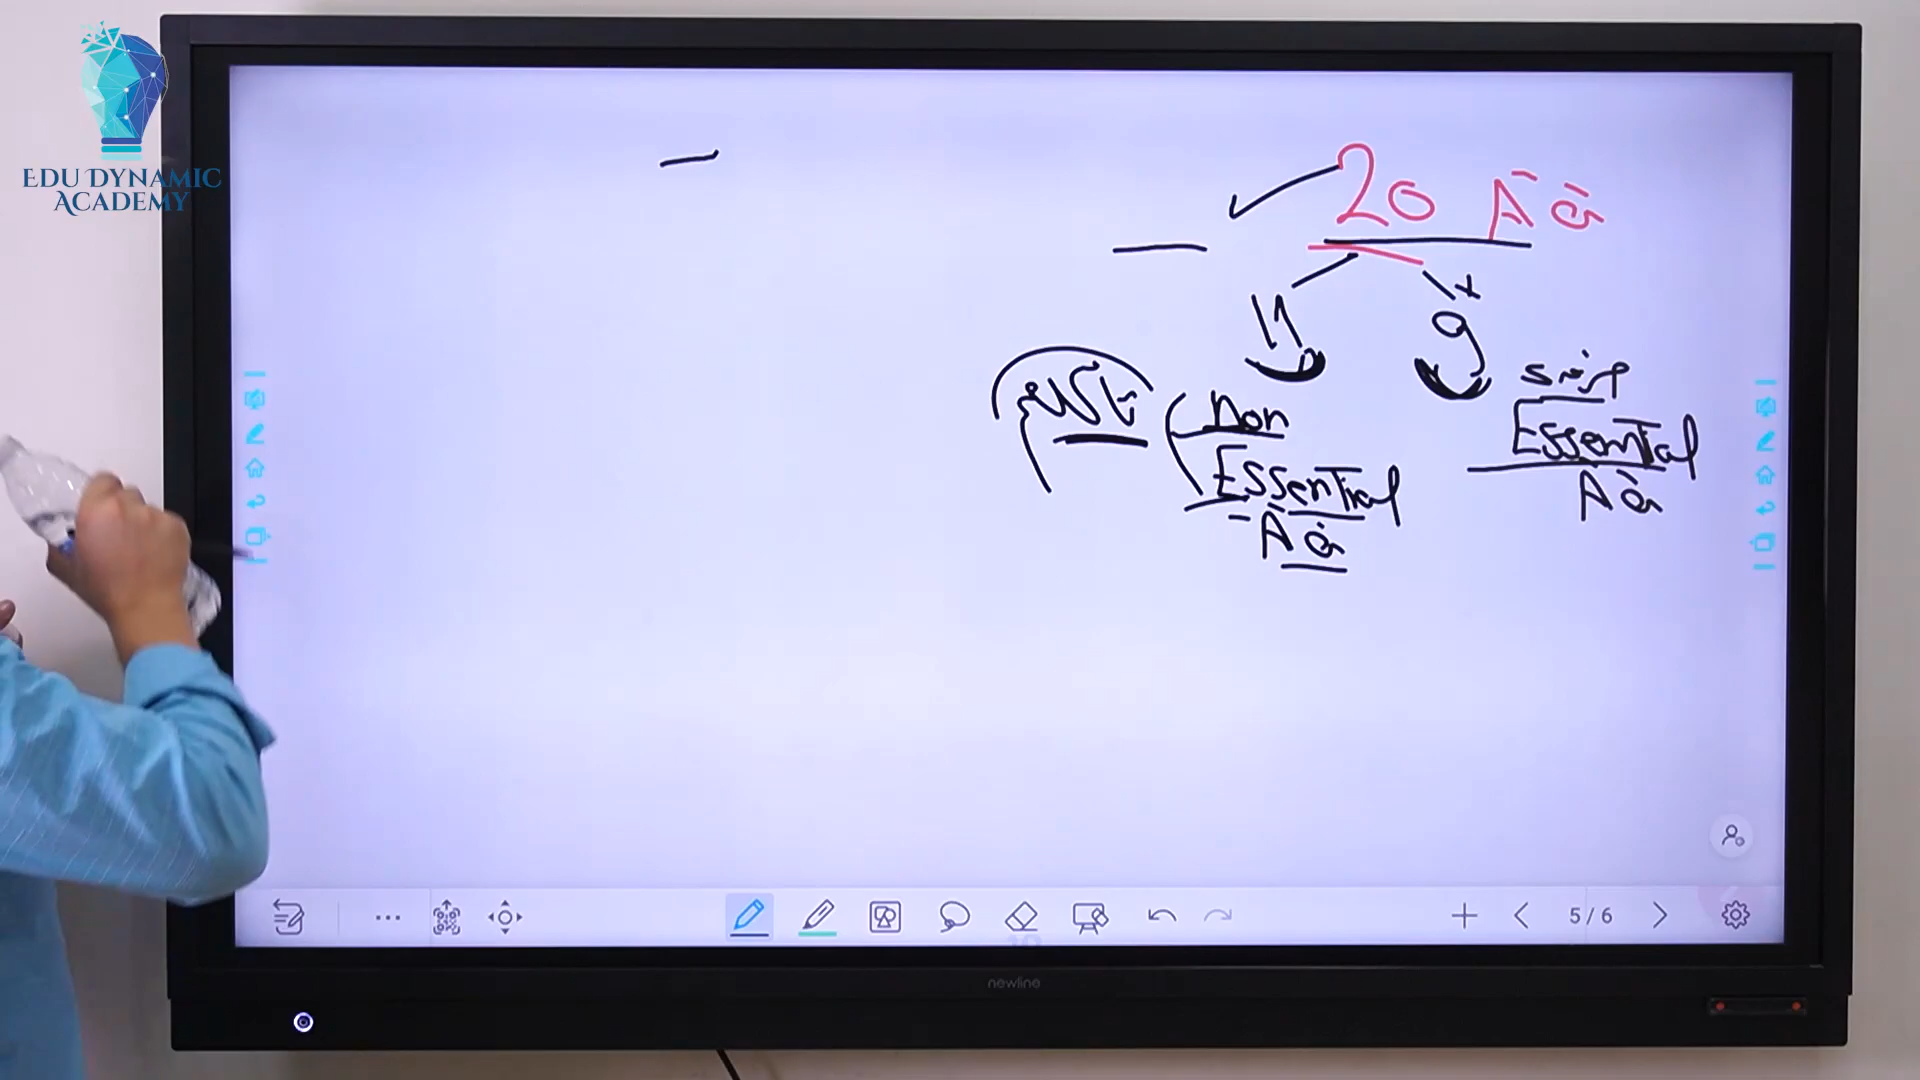 EDU DYNAMIC
ACADEMY
20 A a
11 + 9
non
Essential
A a
Essential
A a
5 / 6
newline